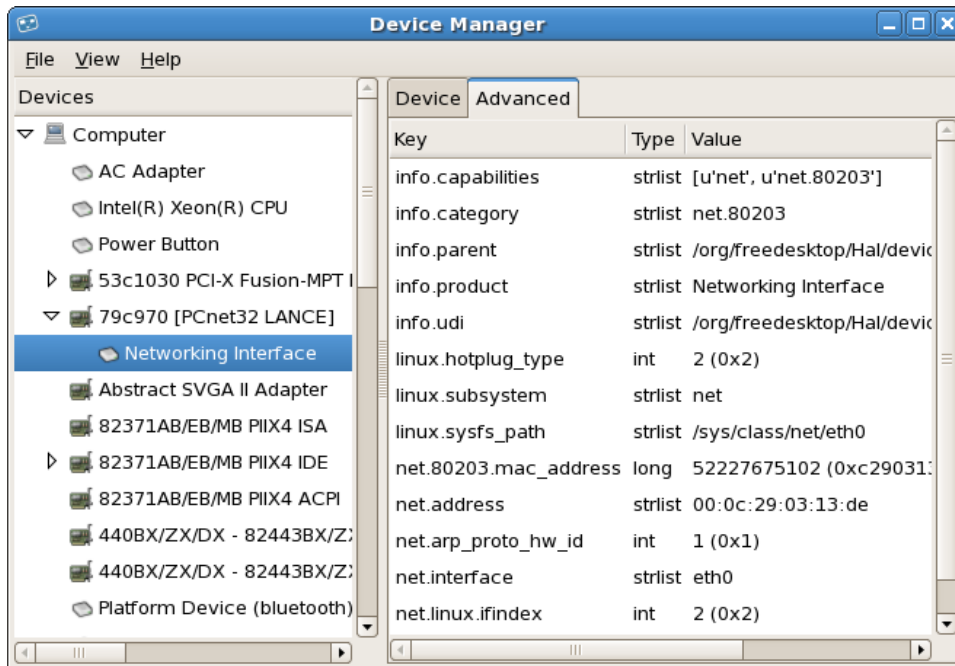 Device Manager
File View Help
Devices
Computer
AC Adapter
Intel(R) Xeon(R) CPU
Power Button
53c1030 PCI-X Fusion-MPT
79c970 [PCnet32 LANCE]
Networking Interface
Abstract SVGA II Adapter
82371AB/EB/MB PIIX4 ISA
82371AB/EB/MB PIIX4 IDE
82371AB/EB/MB PIIX4 ACPI
440BX/ZX/DX - 82443BX/Z
440BX/ZX/DX - 82443BX/Z
Platform Device (bluetooth)
Device Advanced
Key Type Value
info.capabilities strlist [u'net', u'net.80203']
info.category strlist net.80203
info.parent strlist /org/freedesktop/Hal/devic
info.product strlist Networking Interface
info.udi strlist /org/freedesktop/Hal/devic
linux.hotplug_type int 2 (0x2)
linux.subsystem strlist net
linux.sysfs_path strlist /sys/class/net/eth0
net.80203.mac_address long 52227675102 (0xc290313
net.address strlist 00:0c:29:03:13:de
net.arp_proto_hw_id int 1 (0x1)
net.interface strlist eth0
net.linux.ifindex int 2 (0x2)